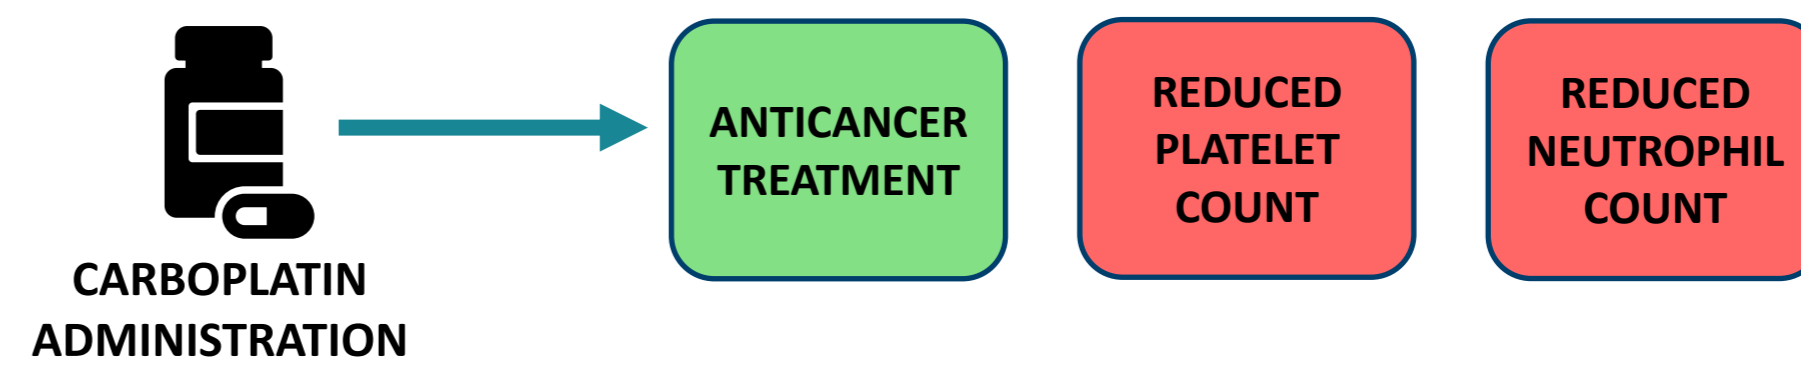 CARBOPLATIN
ADMINISTRATION
ANTICANCER
TREATMENT
REDUCED
PLATELET
COUNT
REDUCED
NEUTROPHIL
COUNT